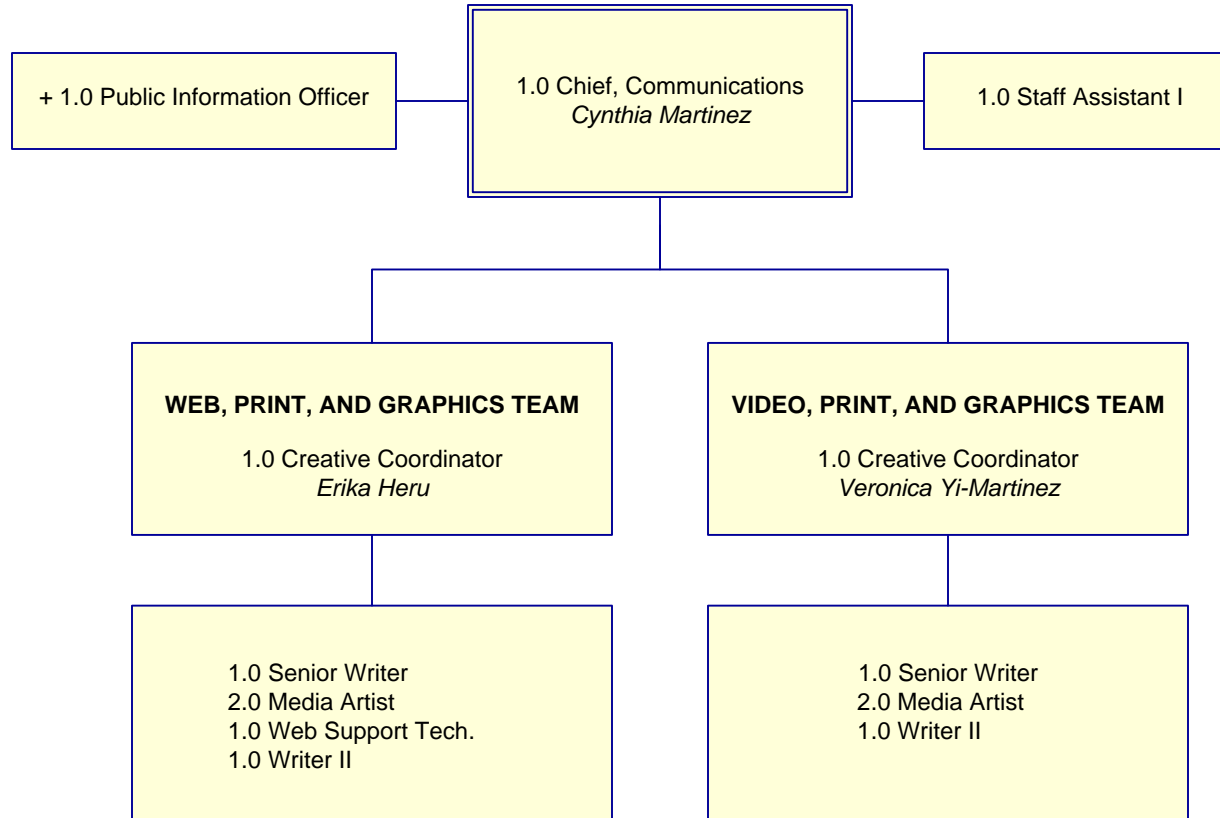 + 1.0 Public Information Officer
1.0 Chief, Communications
Cynthia Martinez
1.0 Staff Assistant I
WEB, PRINT, AND GRAPHICS TEAM
1.0 Creative Coordinator
Erika Heru
VIDEO, PRINT, AND GRAPHICS TEAM
1.0 Creative Coordinator
Veronica Yi-Martinez
1.0 Senior Writer
2.0 Media Artist
1.0 Web Support Tech.
1.0 Writer II
1.0 Senior Writer
2.0 Media Artist
1.0 Writer II